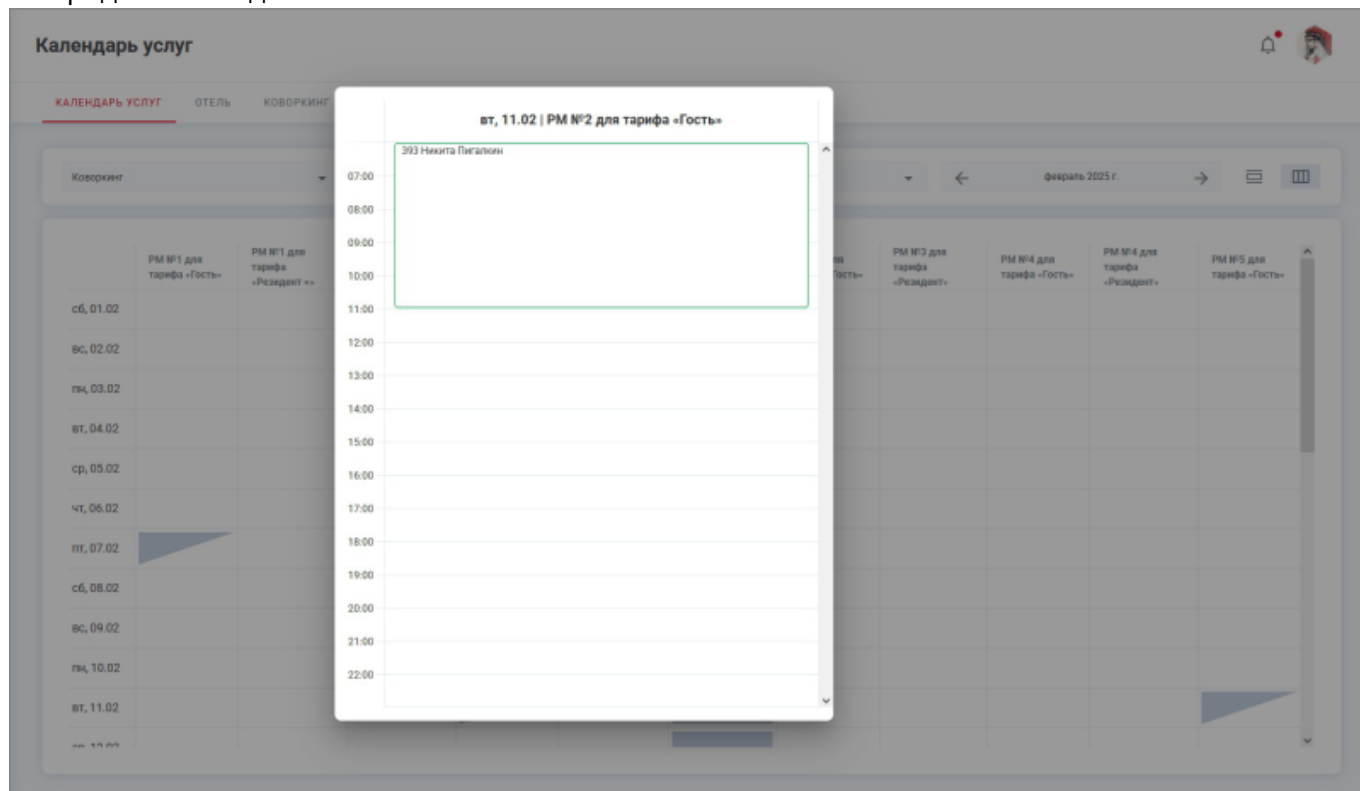 Календарь услуг
КАЛЕНДАРЬ УСЛУГ ОТЕЛЬ КОВОРКИНГ
вт, 11.02 | РМ №2 для тарифа «Гость»
393 Никита Пигалкин
Коворкинг
февраль 2025 г.
07:00
08:00
09:00
10:00
11:00
12:00
13:00
14:00
15:00
16:00
17:00
18:00
19:00
20:00
21:00
22:00
РМ №1 для
тарифа «Гость»
РМ №1 для
тарифа
«Резидент «»
РМ №3 для
тарифа
«Резидент»
РМ №4 для
тарифа «Гость»
РМ №4 для
тарифа
«Резидент»
РМ №5 для
тарифа «Гость»
сб, 01.02
вс, 02.02
пн, 03.02
вт, 04.02
ср, 05.02
чт, 06.02
пт, 07.02
сб, 08.02
вс, 09.02
пн, 10.02
вт, 11.02